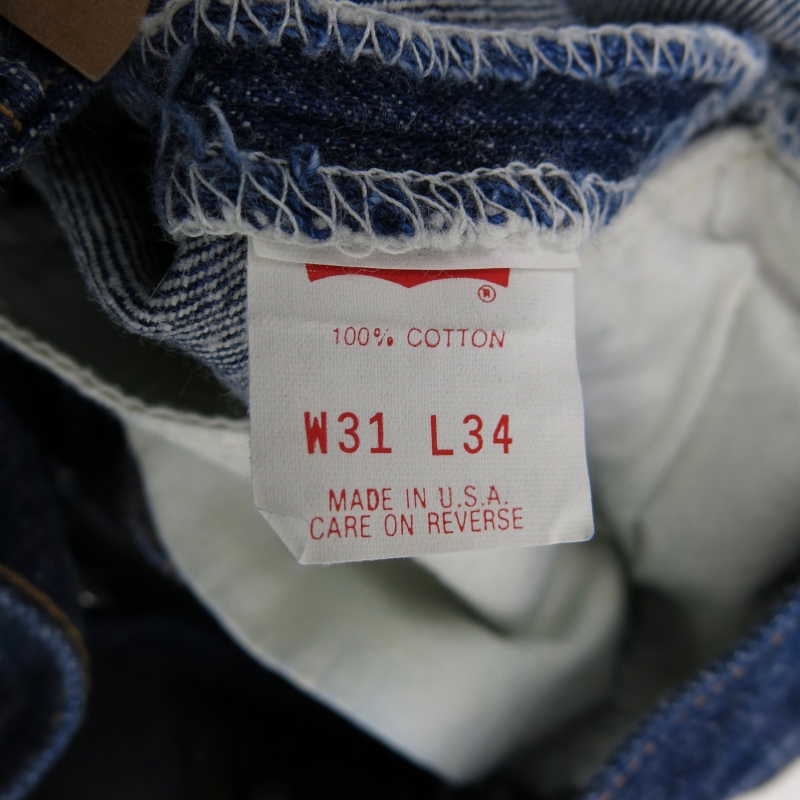 ®
100% COTTON
W31 L34
MADE IN U.S.A.
CARE ON REVERSE